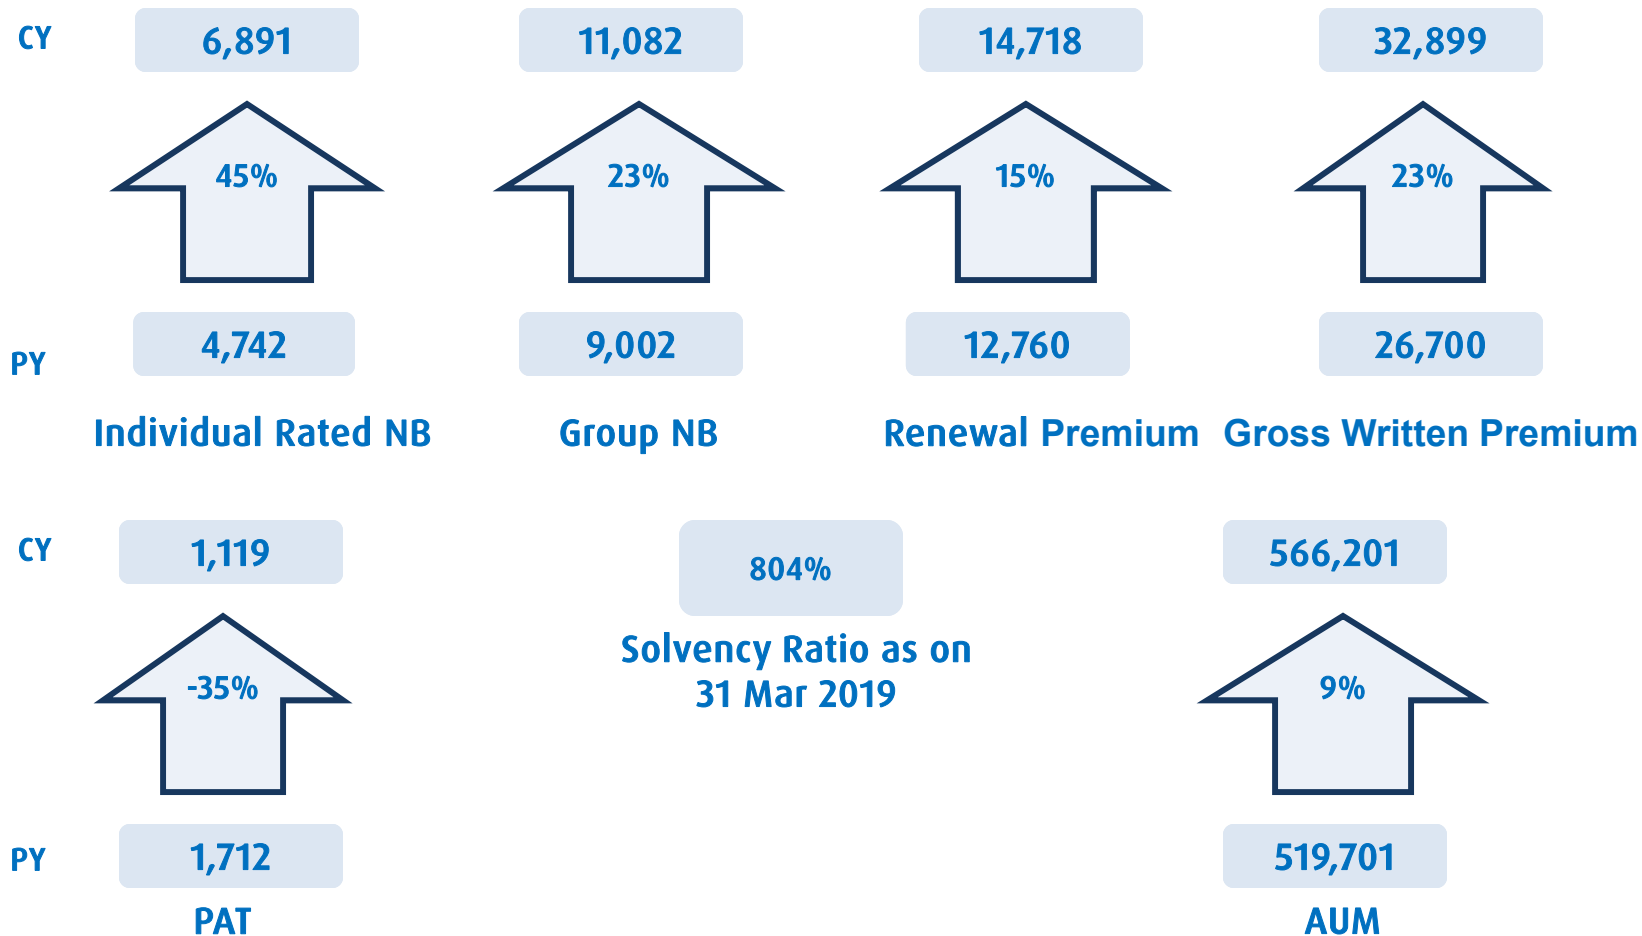 CY
6,891
11,082
14,718
32,899
45%
23%
15%
23%
PY
4,742
9,002
12,760
26,700
Individual Rated NB
Group NB
Renewal Premium
Gross Written Premium
CY
1,119
804%
566,201
Solvency Ratio as on
31 Mar 2019
-35%
9%
PY
1,712
519,701
PAT
AUM